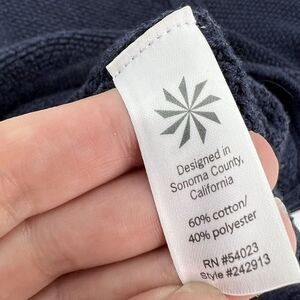 Designed in
Sonoma County,
California
60% cotton/
40% polyester
RN #54023
Style #242913